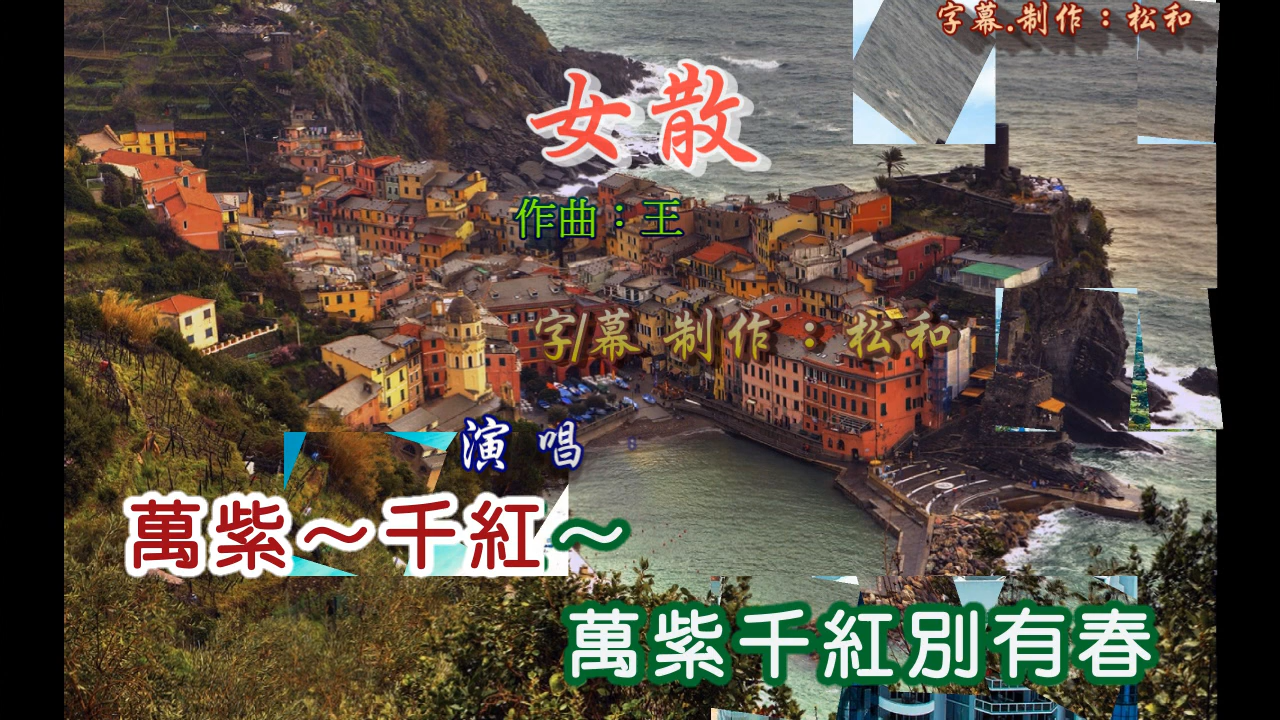 字幕.制作：松和
女散
作曲：王
字/幕 制作：松和
演唱
萬紫～千紅～
萬紫千紅別有春